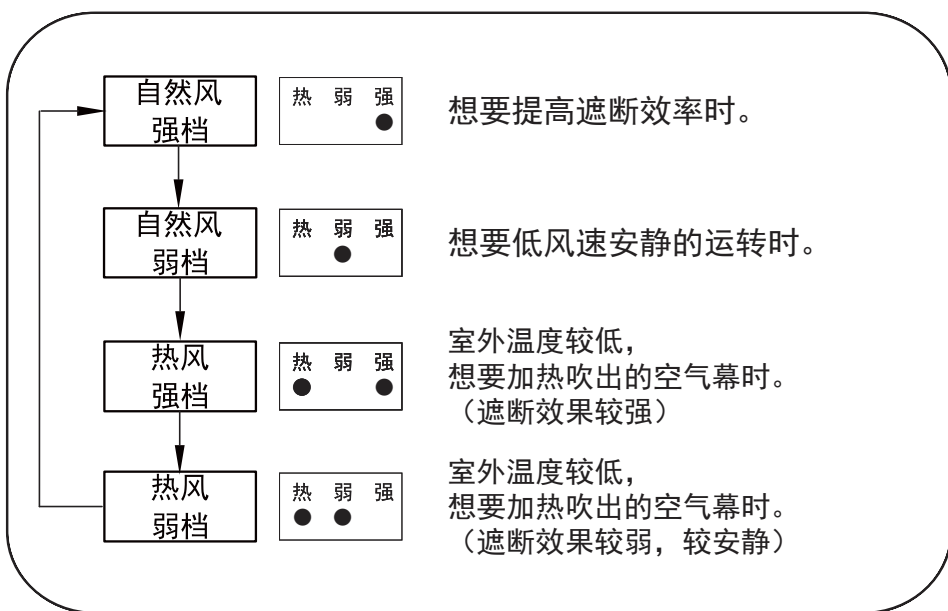 自然风
强档
热 弱 强
想要提高遮断效率时。
自然风
弱档
热 弱 强
想要低风速安静的运转时。
热风
强档
热 弱 强
室外温度较低，
想要加热吹出的空气幕时。
（遮断效果较强）
热风
弱档
热 弱 强
室外温度较低，
想要加热吹出的空气幕时。
（遮断效果较弱，较安静）